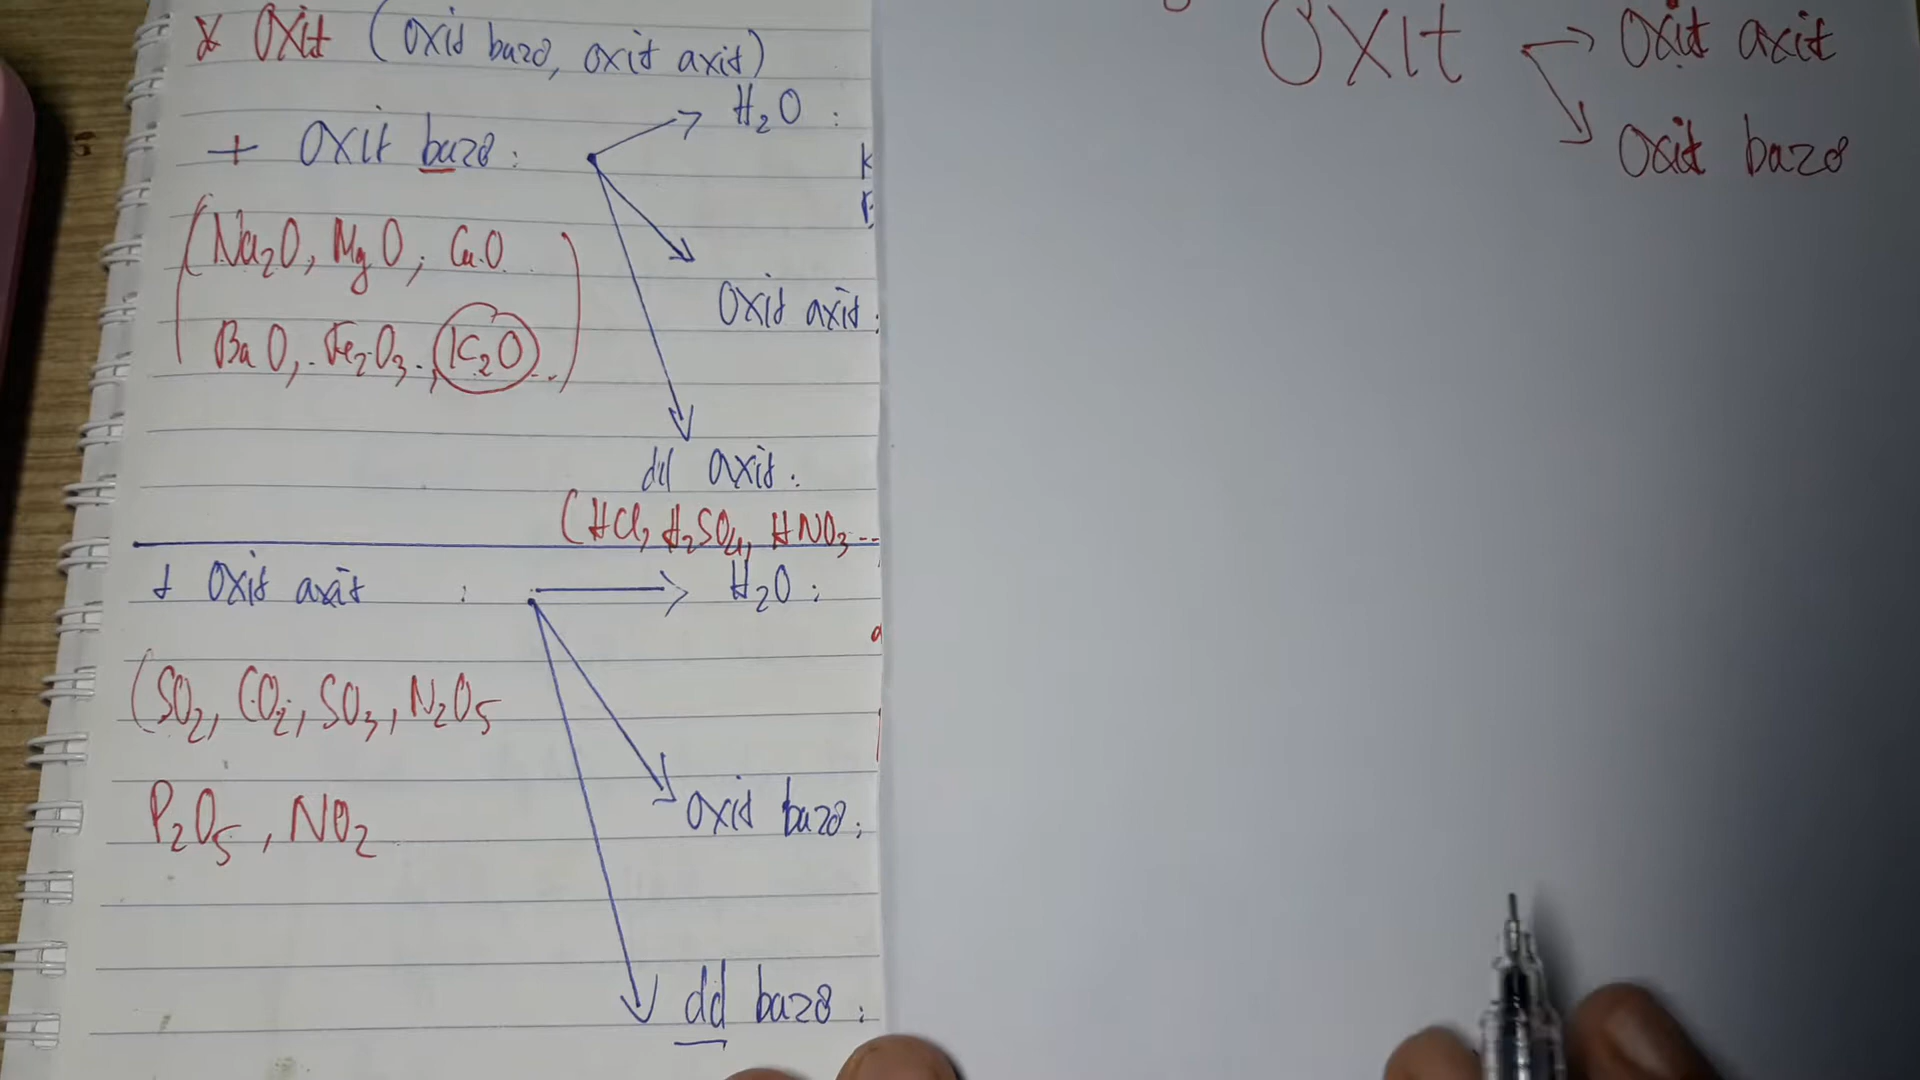 * Oxit (oxit bazơ, oxit axit)
+ Oxit bazơ:
H₂O :
(Na₂O, MgO, CaO
BaO, Fe₂O₃, K₂O...)
Oxit axit:
dd axit.
(HCl, H₂SO₄, HNO₃...
+ Oxit axit :
H₂O :
(SO₂, CO₂, SO₃, N₂O₅
P₂O₅, NO₂
oxit bazơ:
dd bazơ:
Oxit
Oxit axit
Oxit bazơ